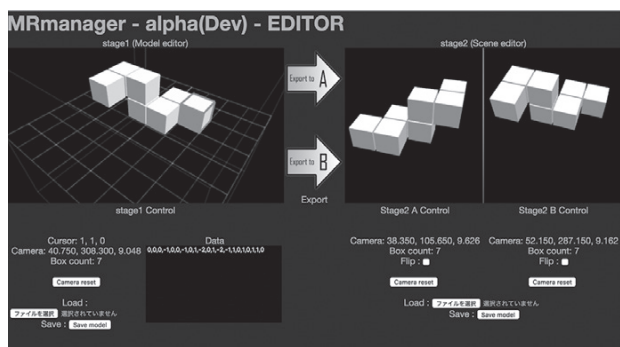 MRmanager - alpha(Dev) - EDITOR
stage1 (Model editor)
stage2 (Scene editor)
Export to A
Export to B
Export
stage1 Control
Stage2 A Control
Stage2 B Control
Cursor: 1, 1, 0
Camera: 40.750, 308.300, 9.048
Box count: 7
Camera reset
Load :
ファイルを選択 選択されていません
Save : Save model
Data
0,0,0,-1,0,0,-1,0,1,-2,0,1,-2,-1,1,0,1,0,1,1,0
Camera: 38.350, 105.650, 9.626
Box count: 7
Flip :
Camera reset
Camera: 52.150, 287.150, 9.162
Box count: 7
Flip :
Camera reset
Load : ファイルを選択 選択されていません
Save : Save model